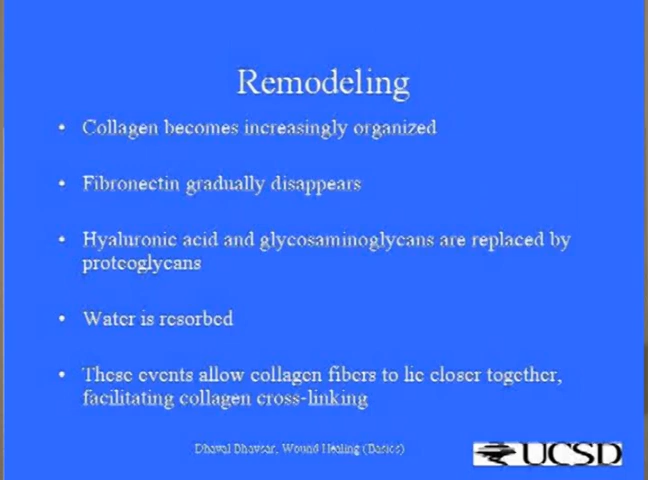 Remodeling
• Collagen becomes increasingly organized
• Fibronectin gradually disappears
• Hyaluronic acid and glycosaminoglycans are replaced by
proteoglycans
• Water is resorbed
• These events allow collagen fibers to lie closer together,
facilitating collagen cross-linking
Dhaval Bhavsar, Wound Healing (Basics)
UCSD